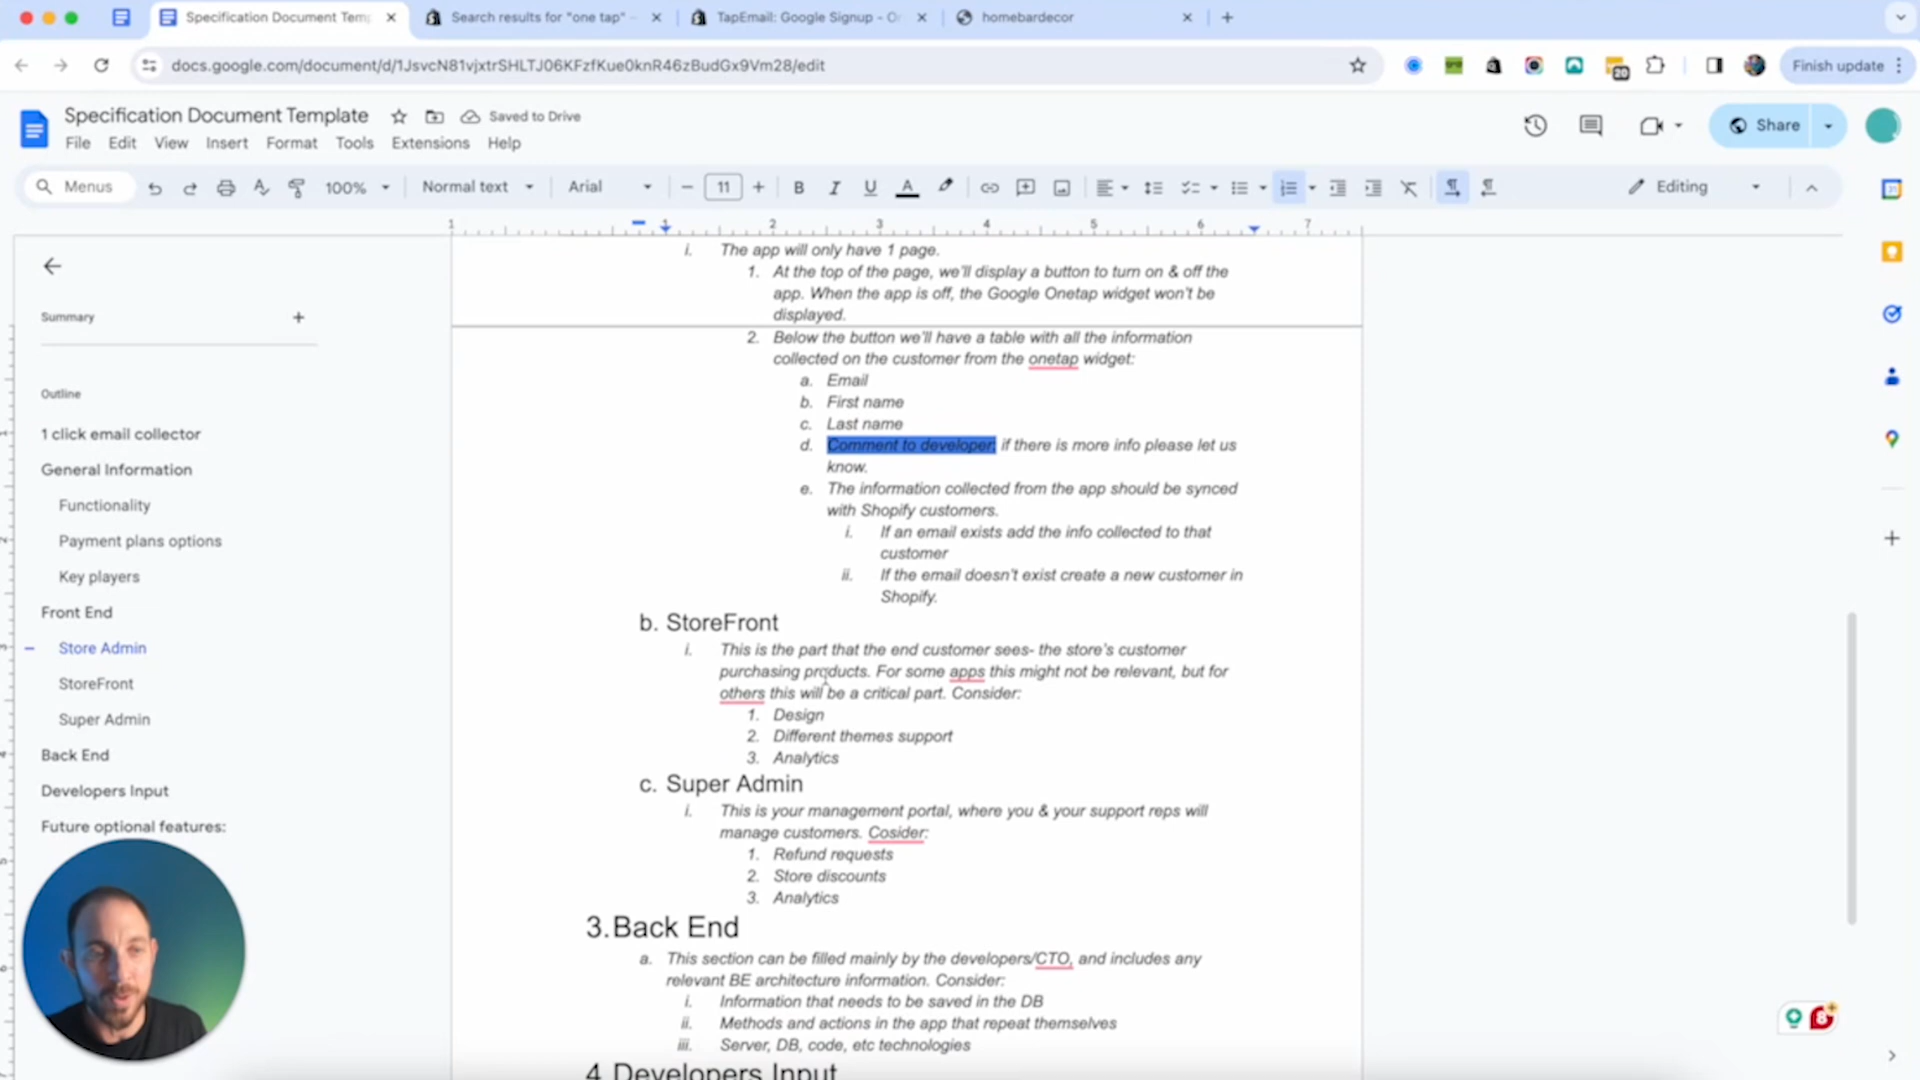 Specification Document Temp
Search results for "one tap" -
TapEmail: Google Signup - O
homebardecor
docs.google.com/document/d/1JsvcN81vjxtrSHLTJ06KFzfKue0knR46zBudGx9Vm28/edit
20
Finish update
Specification Document Template
Saved to Drive
File Edit View Insert Format Tools Extensions Help
Share
Menus
100%
Normal text
Arial
11
B I U A
Editing
1 1 2 3 4 5 6 7
Summary
Outline
1 click email collector
General Information
Functionality
Payment plans options
Key players
Front End
Store Admin
StoreFront
Super Admin
Back End
Developers Input
Future optional features:
i. The app will only have 1 page.
1. At the top of the page, we'll display a button to turn on & off the
app. When the app is off, the Google Onetap widget won't be
displayed.
2. Below the button we'll have a table with all the information
collected on the customer from the onetap widget:
a. Email
b. First name
c. Last name
d. Comment to developer: if there is more info please let us
know.
e. The information collected from the app should be synced
with Shopify customers.
i. If an email exists add the info collected to that
customer
ii. If the email doesn't exist create a new customer in
Shopify.
b. StoreFront
i. This is the part that the end customer sees- the store's customer
purchasing products. For some apps this might not be relevant, but for
others this will be a critical part. Consider:
1. Design
2. Different themes support
3. Analytics
c. Super Admin
i. This is your management portal, where you & your support reps will
manage customers. Cosider:
1. Refund requests
2. Store discounts
3. Analytics
3. Back End
a. This section can be filled mainly by the developers/CTO, and includes any
relevant BE architecture information. Consider:
i. Information that needs to be saved in the DB
ii. Methods and actions in the app that repeat themselves
iii. Server, DB, code, etc technologies
4. Developers Input
8